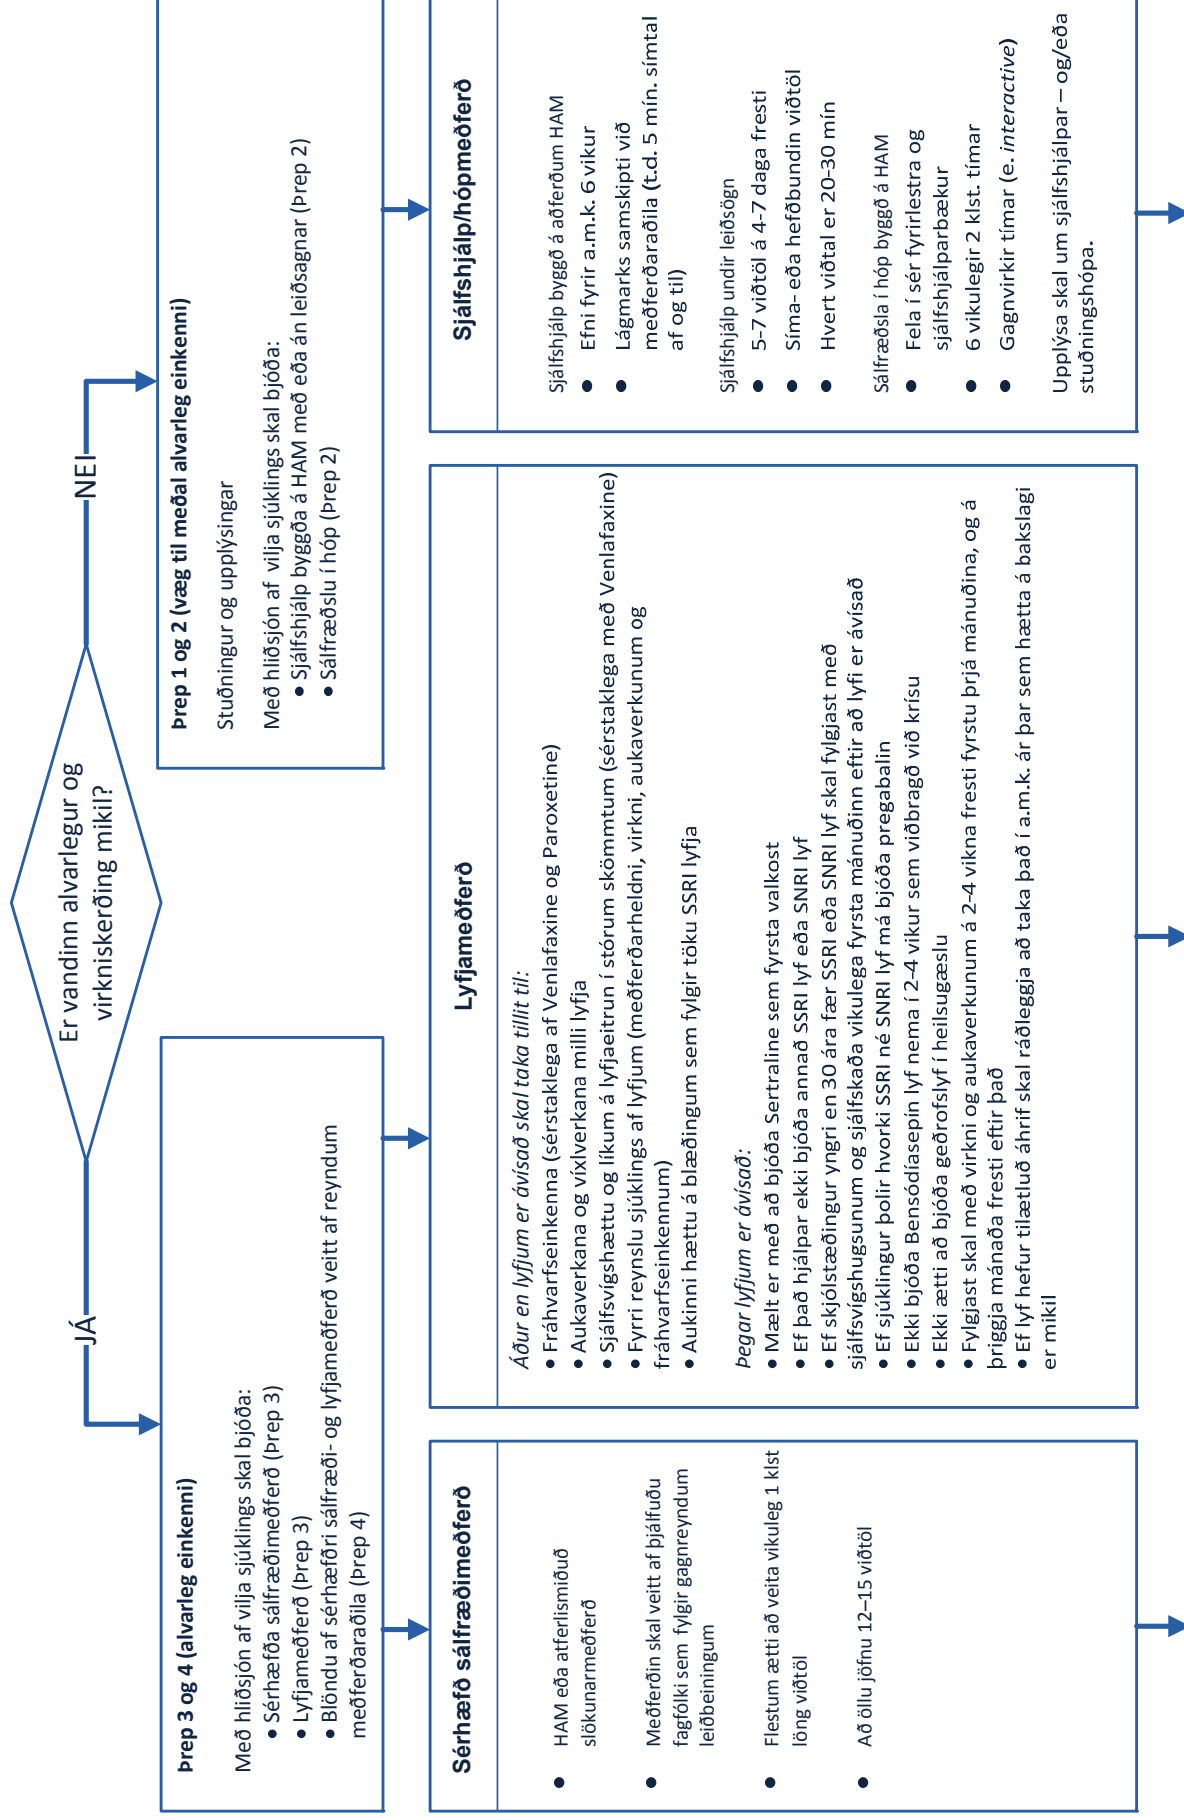 Er vandinn alvarlegur og
virkniskerðing mikil?
JÁ
NEI
Þrep 3 og 4 (alvarleg einkenni)
Með hliðsjón af vilja sjúklings skal bjóða:
• Sérhæfða sálfræðimeðferð (Þrep 3)
• Lyfjameðferð (Þrep 3)
• Blöndu af sérhæfðri sálfræði- og lyfjameðferð veitt af reyndum
meðferðaraðila (Þrep 4)
Þrep 1 og 2 (væg til meðal alvarleg einkenni)
Stuðningur og upplýsingar
Með hliðsjón af vilja sjúklings skal bjóða:
• Sjálfshjálp byggða á HAM með eða án leiðsagnar (Þrep 2)
• Sálfræðslu í hóp (Þrep 2)
Sérhæfð sálfræðimeðferð
• HAM eða atferlismiðuð
slökunarmeðferð
• Meðferðin skal veitt af þjálfuðu
fagfólki sem fylgir gagnreyndum
leiðbeiningum
• Flestum ætti að veita vikuleg 1 klst
löng viðtöl
• Að öllu jöfnu 12–15 viðtöl
Lyfjameðferð
Áður en lyfjum er ávísað skal taka tillit til:
• Fráhvarfseinkenna (sérstaklega af Venlafaxine og Paroxetine)
• Aukaverkana og víxlverkana milli lyfja
• Sjálfsvígshættu og líkum á lyfjaeitrun í stórum skömmtum (sérstaklega með Venlafaxine)
• Fyrri reynslu sjúklings af lyfjum (meðferðarheldni, virkni, aukaverkunum og
fráhvarfseinkennum)
• Aukinni hættu á blæðingum sem fylgir töku SSRI lyfja
Þegar lyfjum er ávísað:
• Mælt er með að bjóða Sertraline sem fyrsta valkost
• Ef það hjálpar ekki bjóða annað SSRI lyf eða SNRI lyf
• Ef skjólstæðingur yngri en 30 ára fær SSRI eða SNRI lyf skal fylgjast með
sjálfsvígshugsunum og sjálfskaða vikulega fyrsta mánuðinn eftir að lyfi er ávísað
• Ef sjúklingur þolir hvorki SSRI né SNRI lyf má bjóða pregabalin
• Ekki bjóða Bensódíasepín lyf nema í 2-4 vikur sem viðbragð við krísu
• Ekki ætti að bjóða geðrofslyf í heilsugæslu
• Fylgjast skal með virkni og aukaverkunum á 2-4 vikna fresti fyrstu þrjá mánuðina, og á
þriggja mánaða fresti eftir það
• Ef lyf hefur tilætluð áhrif skal ráðleggja að taka það í a.m.k. ár þar sem hætta á bakslagi
er mikil
Sjálfshjálp/hópmeðferð
Sjálfshjálp byggð á aðferðum HAM
• Efni fyrir a.m.k. 6 vikur
• Lágmarks samskipti við
meðferðaraðila (t.d. 5 mín. símtal
af og til)
Sjálfshjálp undir leiðsögn
• 5-7 viðtöl á 4-7 daga fresti
• Síma- eða hefðbundin viðtöl
• Hvert viðtal er 20-30 mín
Sálfræðsla í hóp byggð á HAM
• Fela í sér fyrirlestra og
sjálfshjálparbækur
• 6 vikulegir 2 klst. tímar
• Gagnvirkir tímar (e. interactive)
Upplýsa skal um sjálfshjálpar – og/eða
stuðningshópa.